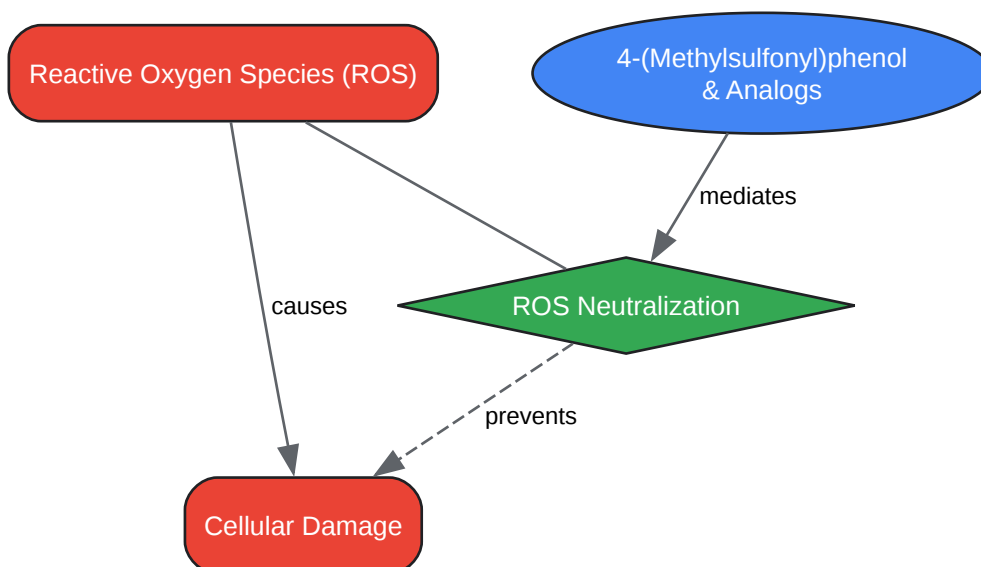 Reactive Oxygen Species (ROS)
4-(Methylsulfonyl)phenol
& Analogs
mediates
causes
ROS Neutralization
prevents
Cellular Damage